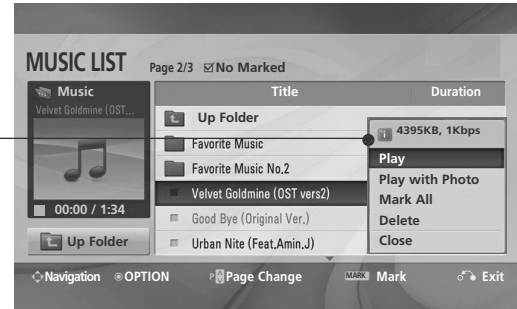 MUSIC LIST
Page 2/3 No Marked
Music
Velvet Goldmine (OST...
00:00 / 1:34
Up Folder
Title Duration
Up Folder
Favorite Music
Favorite Music No.2
Velvet Goldmine (OST vers2)
Good Bye (Original Ver.)
Urban Nite (Feat.Amin.J)
4395KB, 1Kbps
Play
Play with Photo
Mark All
Delete
Close
Navigation OPTION P Page Change MARK Mark Exit